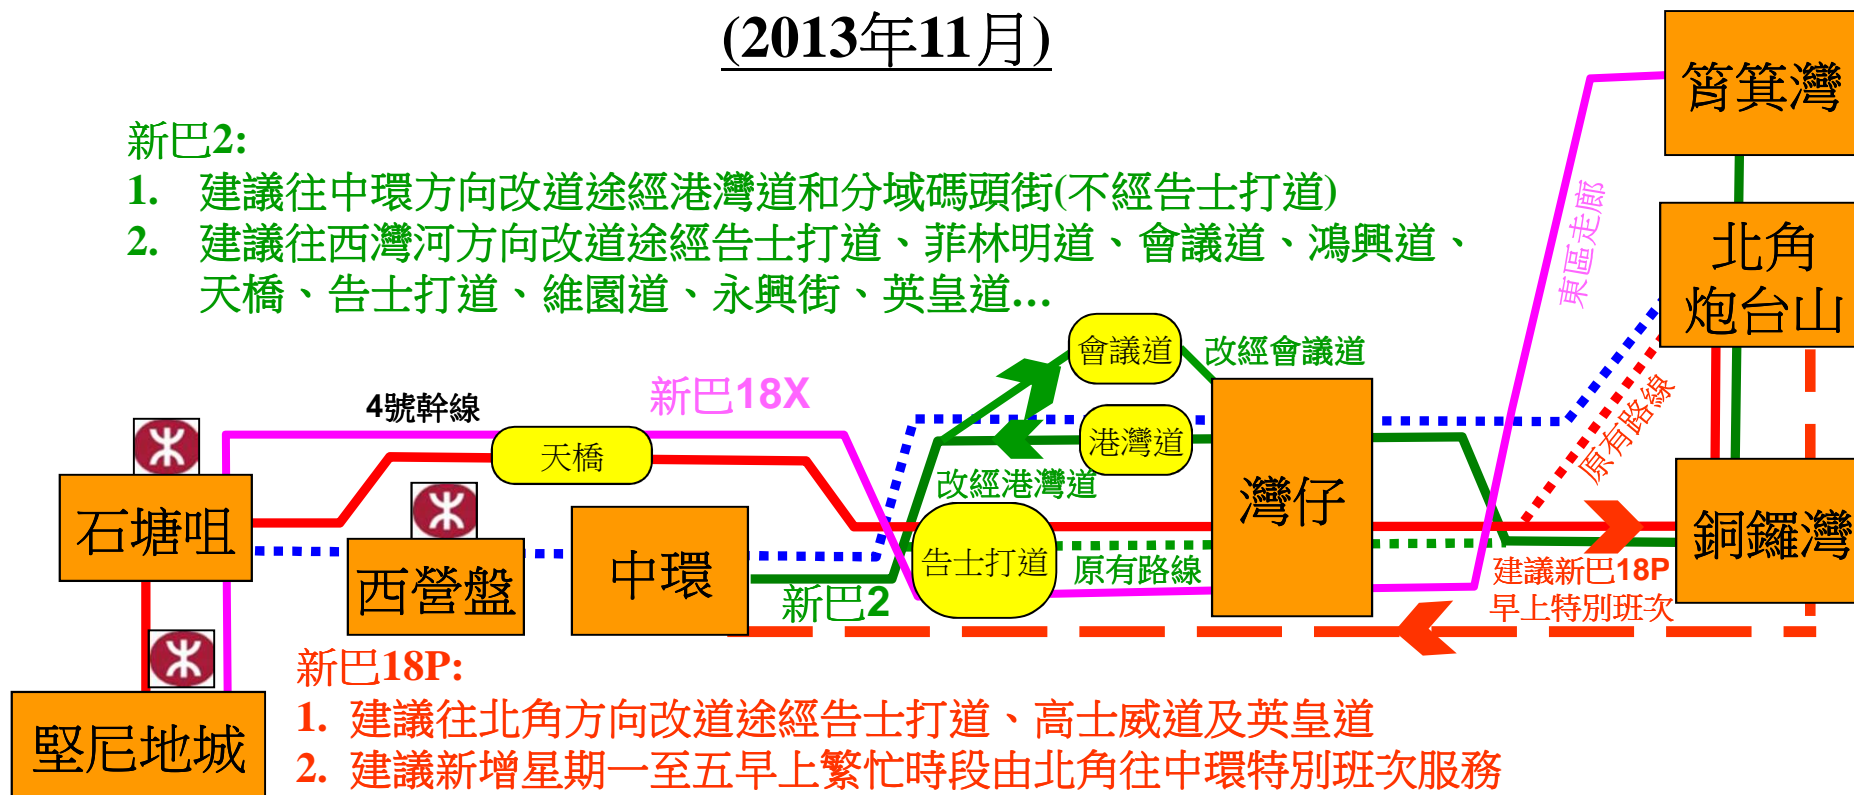 (2013年11月)
筲箕灣
新巴2:
1. 建議往中環方向改道途經港灣道和分域碼頭街(不經告士打道)
2. 建議往西灣河方向改道途經告士打道、菲林明道、會議道、鴻興道、
天橋、告士打道、維園道、永興街、英皇道...
東區走廊
北角
炮台山
會議道
改經會議道
新巴18X
4號幹線
天橋
港灣道
改經港灣道
原有路線
石塘咀
西營盤
中環
告士打道
原有路線
灣仔
銅鑼灣
新巴2
建議新巴18P
早上特別班次
堅尼地城
新巴18P:
1. 建議往北角方向改道途經告士打道、高士威道及英皇道
2. 建議新增星期一至五早上繁忙時段由北角往中環特別班次服務